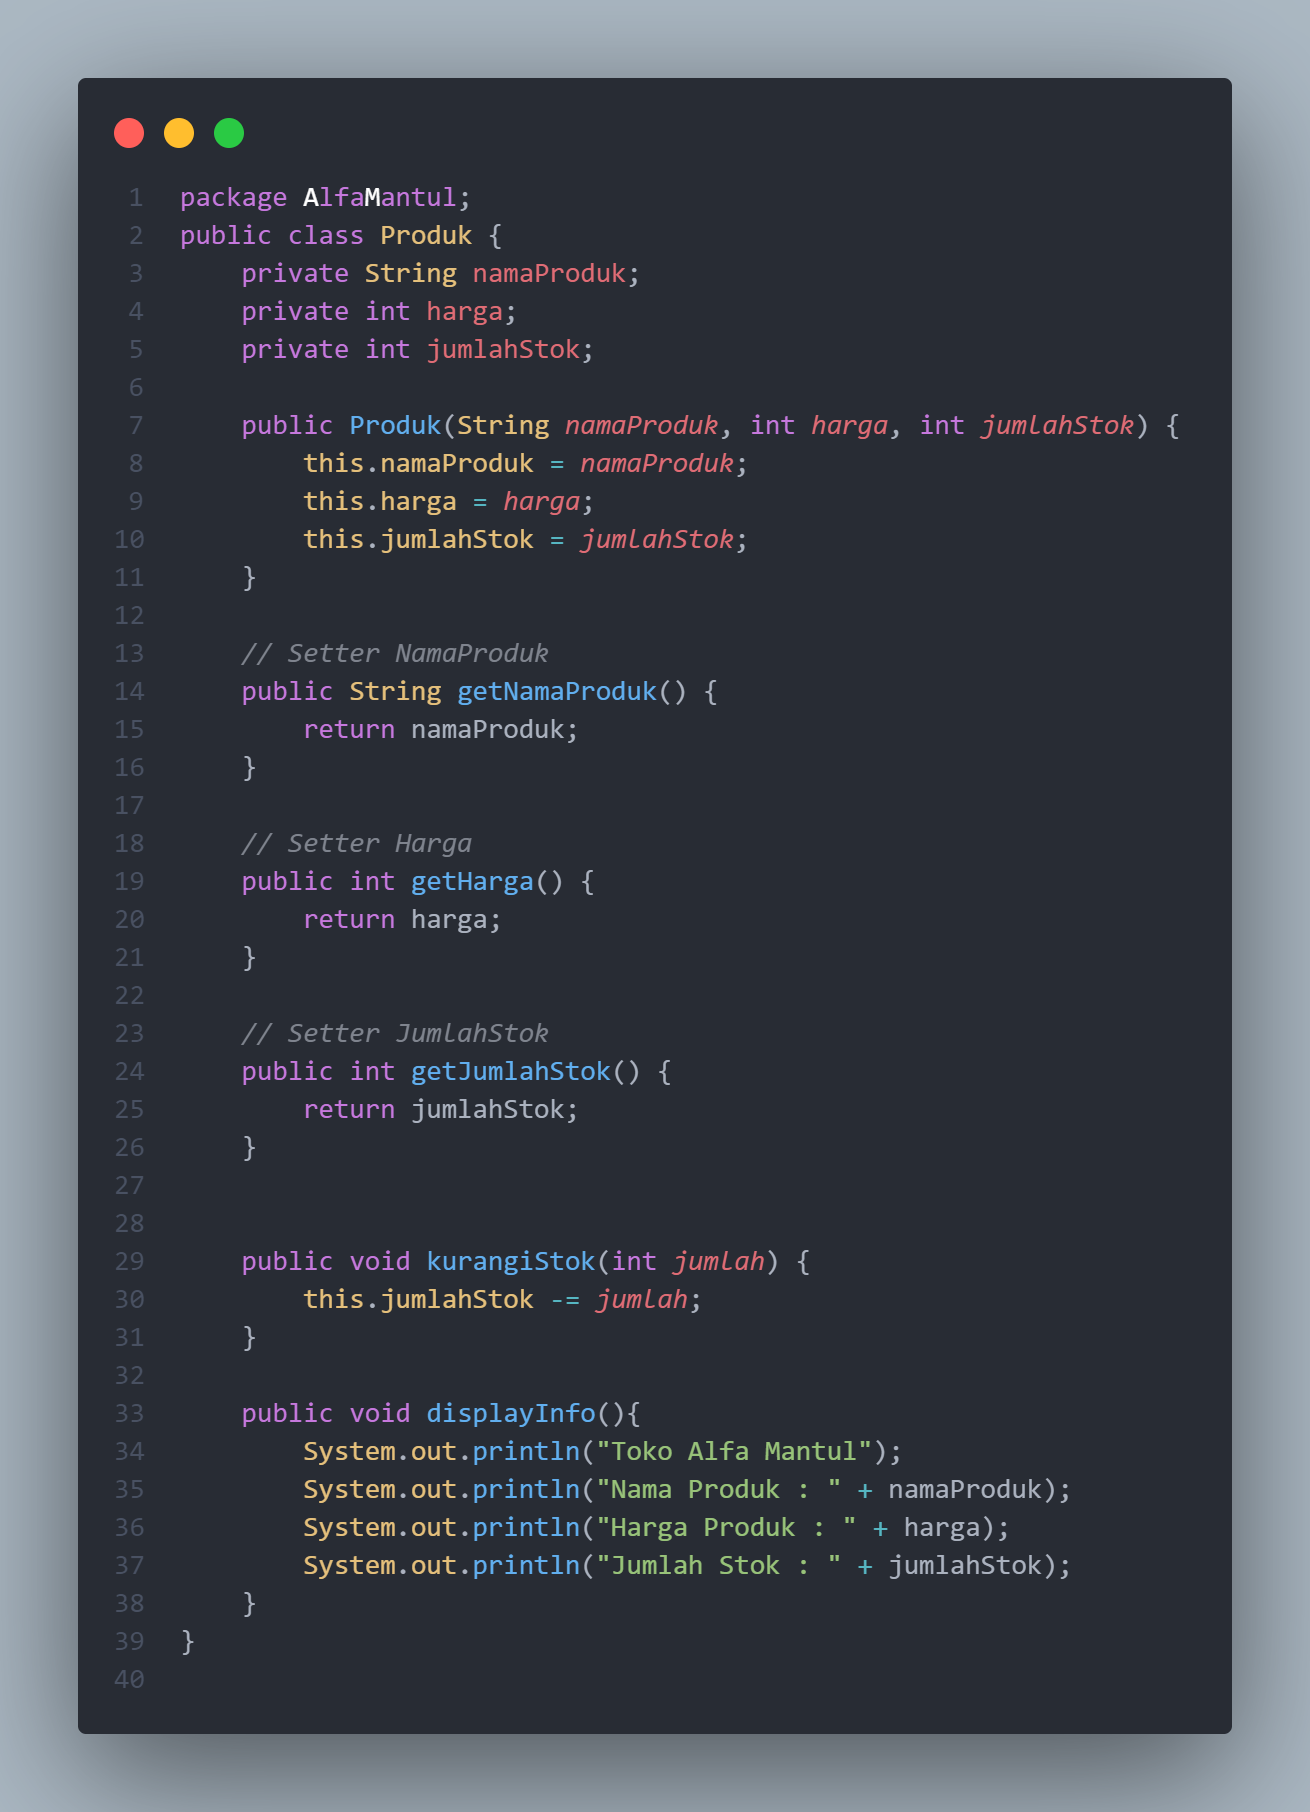 1 package AlfaMantul;
2 public class Produk {
3     private String namaProduk;
4     private int harga;
5     private int jumlahStok;
6
7     public Produk(String namaProduk, int harga, int jumlahStok) {
8         this.namaProduk = namaProduk;
9         this.harga = harga;
10         this.jumlahStok = jumlahStok;
11     }
12
13     // Setter NamaProduk
14     public String getNamaProduk() {
15         return namaProduk;
16     }
17
18     // Setter Harga
19     public int getHarga() {
20         return harga;
21     }
22
23     // Setter JumlahStok
24     public int getJumlahStok() {
25         return jumlahStok;
26     }
27
28
29     public void kurangiStok(int jumlah) {
30         this.jumlahStok -= jumlah;
31     }
32
33     public void displayInfo(){
34         System.out.println("Toko Alfa Mantul");
35         System.out.println("Nama Produk : " + namaProduk);
36         System.out.println("Harga Produk : " + harga);
37         System.out.println("Jumlah Stok : " + jumlahStok);
38     }
39 }
40